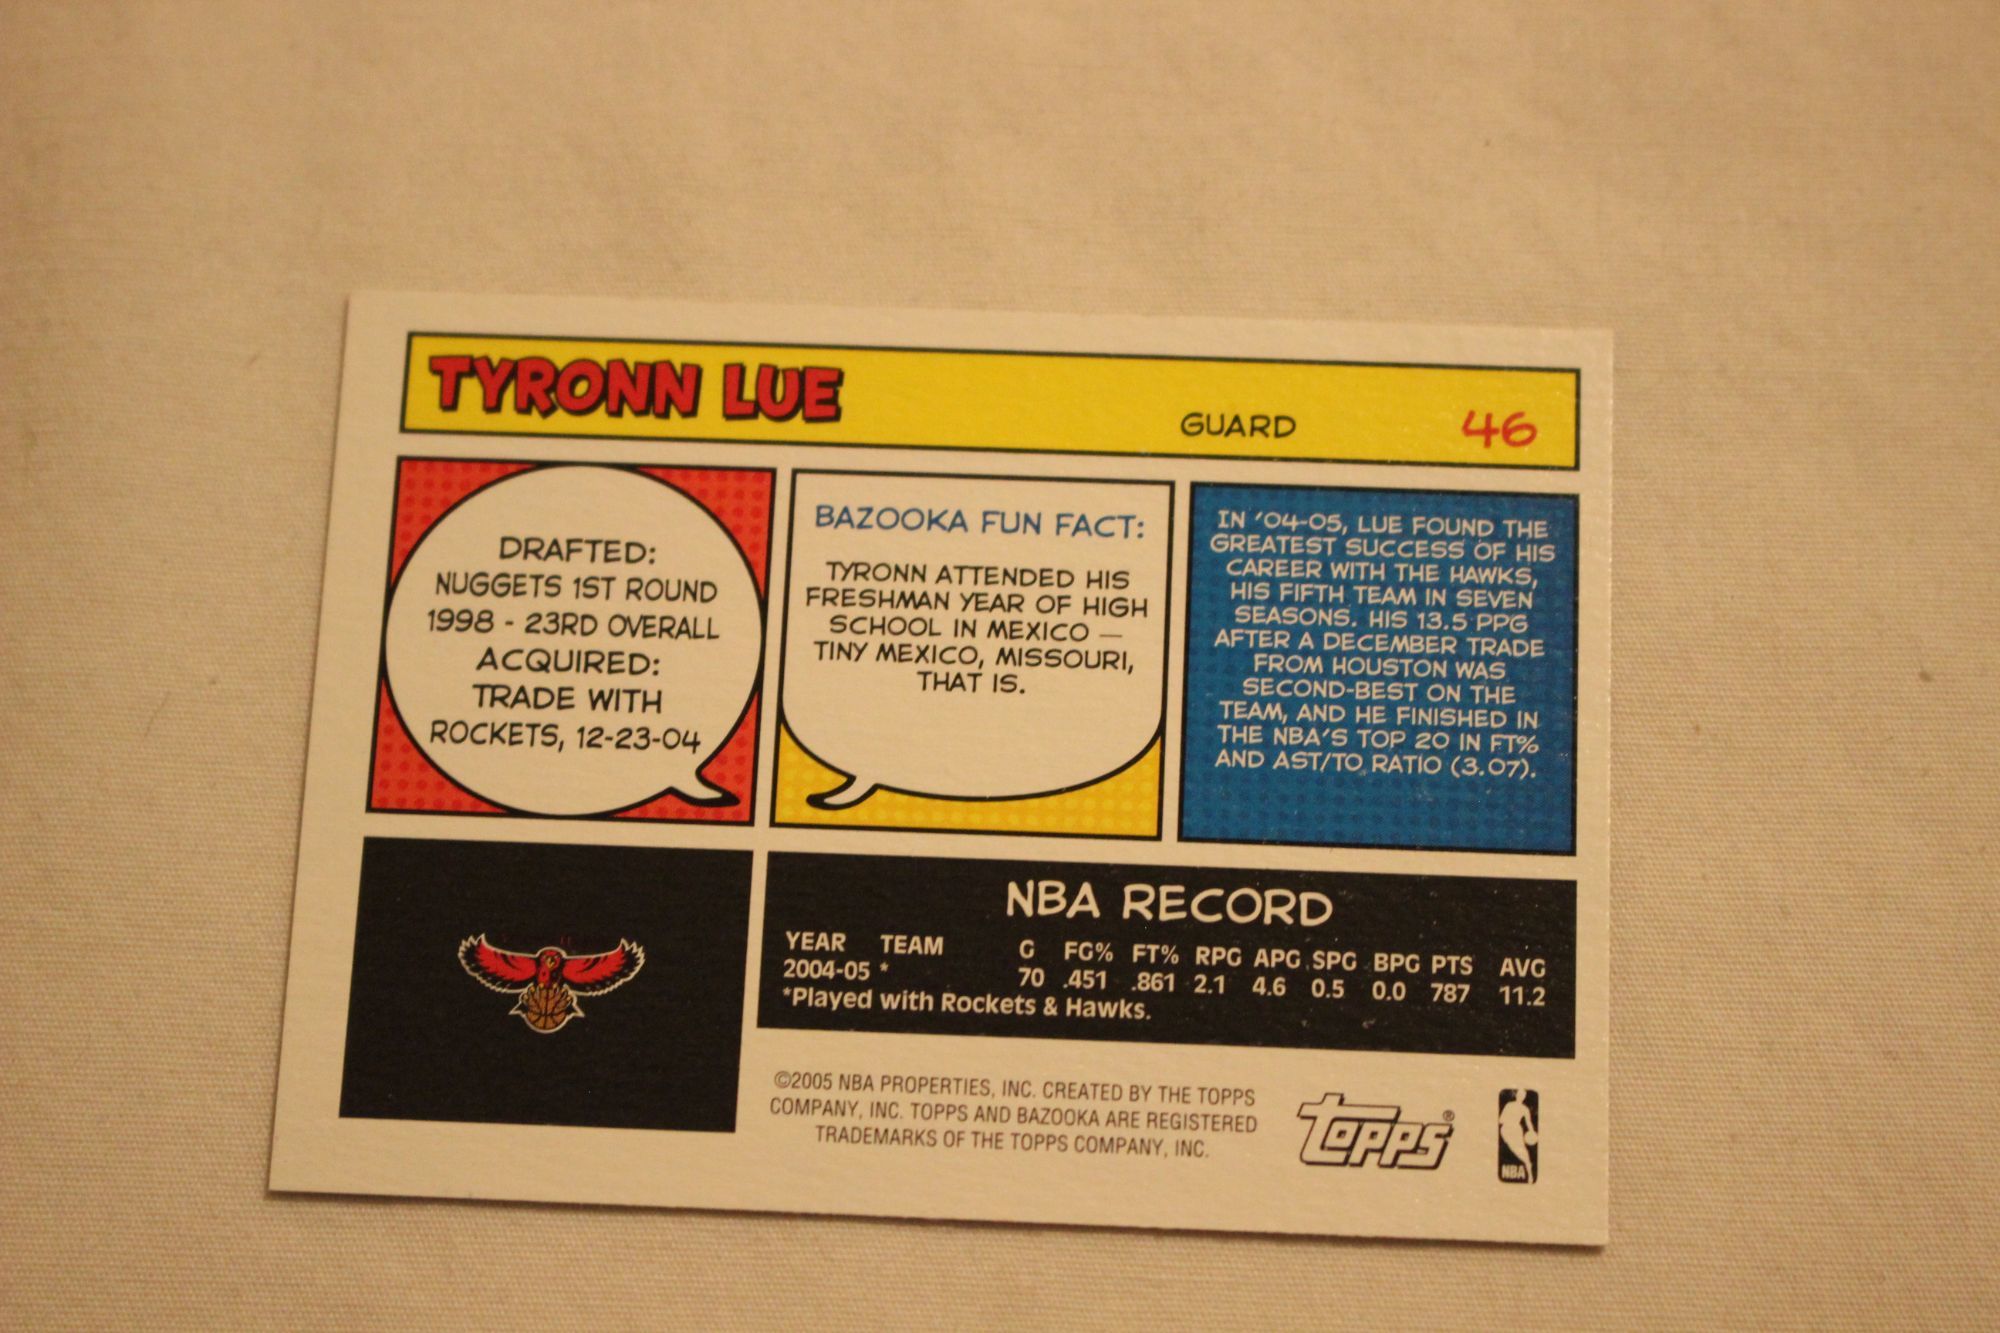 TYRONN LUE GUARD 46
DRAFTED:
NUGGETS 1ST ROUND
1998 - 23RD OVERALL
ACQUIRED:
TRADE WITH
ROCKETS, 12-23-04
BAZOOKA FUN FACT:
TYRONN ATTENDED HIS
FRESHMAN YEAR OF HIGH
SCHOOL IN MEXICO —
TINY MEXICO, MISSOURI,
THAT IS.
IN '04-05, LUE FOUND THE
GREATEST SUCCESS OF HIS
CAREER WITH THE HAWKS,
HIS FIFTH TEAM IN SEVEN
SEASONS. HIS 13.5 PPG
AFTER A DECEMBER TRADE
FROM HOUSTON WAS
SECOND-BEST ON THE
TEAM, AND HE FINISHED IN
THE NBA'S TOP 20 IN FT%
AND AST/TO RATIO (3.07).
NBA RECORD
YEAR TEAM G FG% FT% RPG APG SPG BPG PTS AVG
2004-05 * 70 .451 .861 2.1 4.6 0.5 0.0 787 11.2
*Played with Rockets & Hawks.
©2005 NBA PROPERTIES, INC. CREATED BY THE TOPPS
COMPANY, INC. TOPPS AND BAZOOKA ARE REGISTERED
TRADEMARKS OF THE TOPPS COMPANY, INC.
TOPPS®
NBA